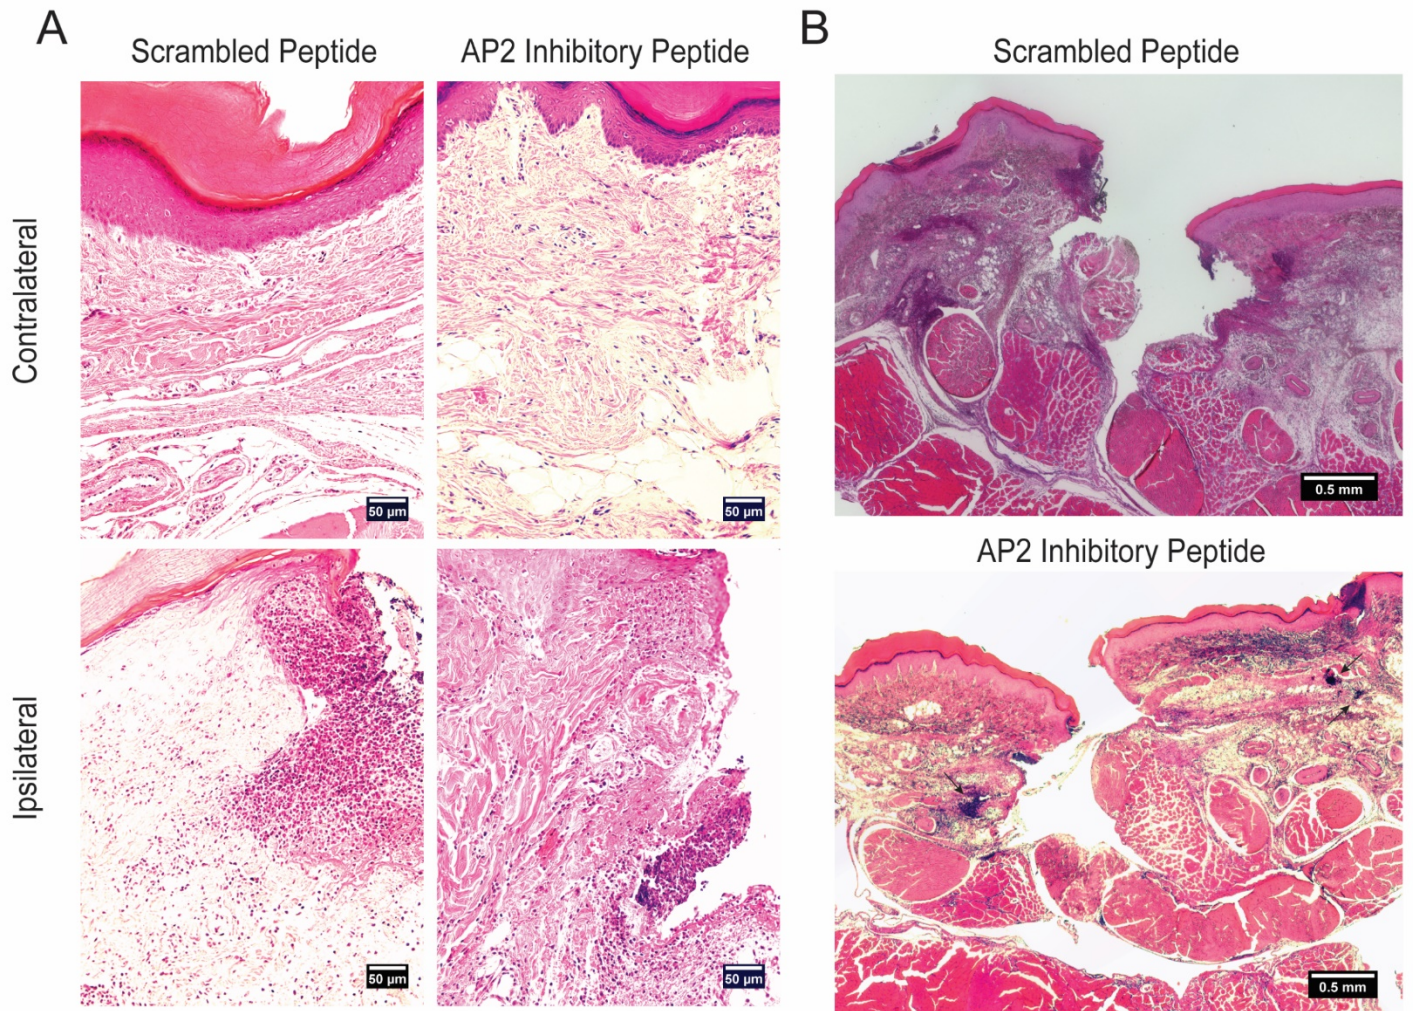 A
B
Scrambled Peptide
AP2 Inhibitory Peptide
Scrambled Peptide
Contralateral
50 µm
50 µm
0.5 mm
AP2 Inhibitory Peptide
Ipsilateral
50 µm
50 µm
0.5 mm